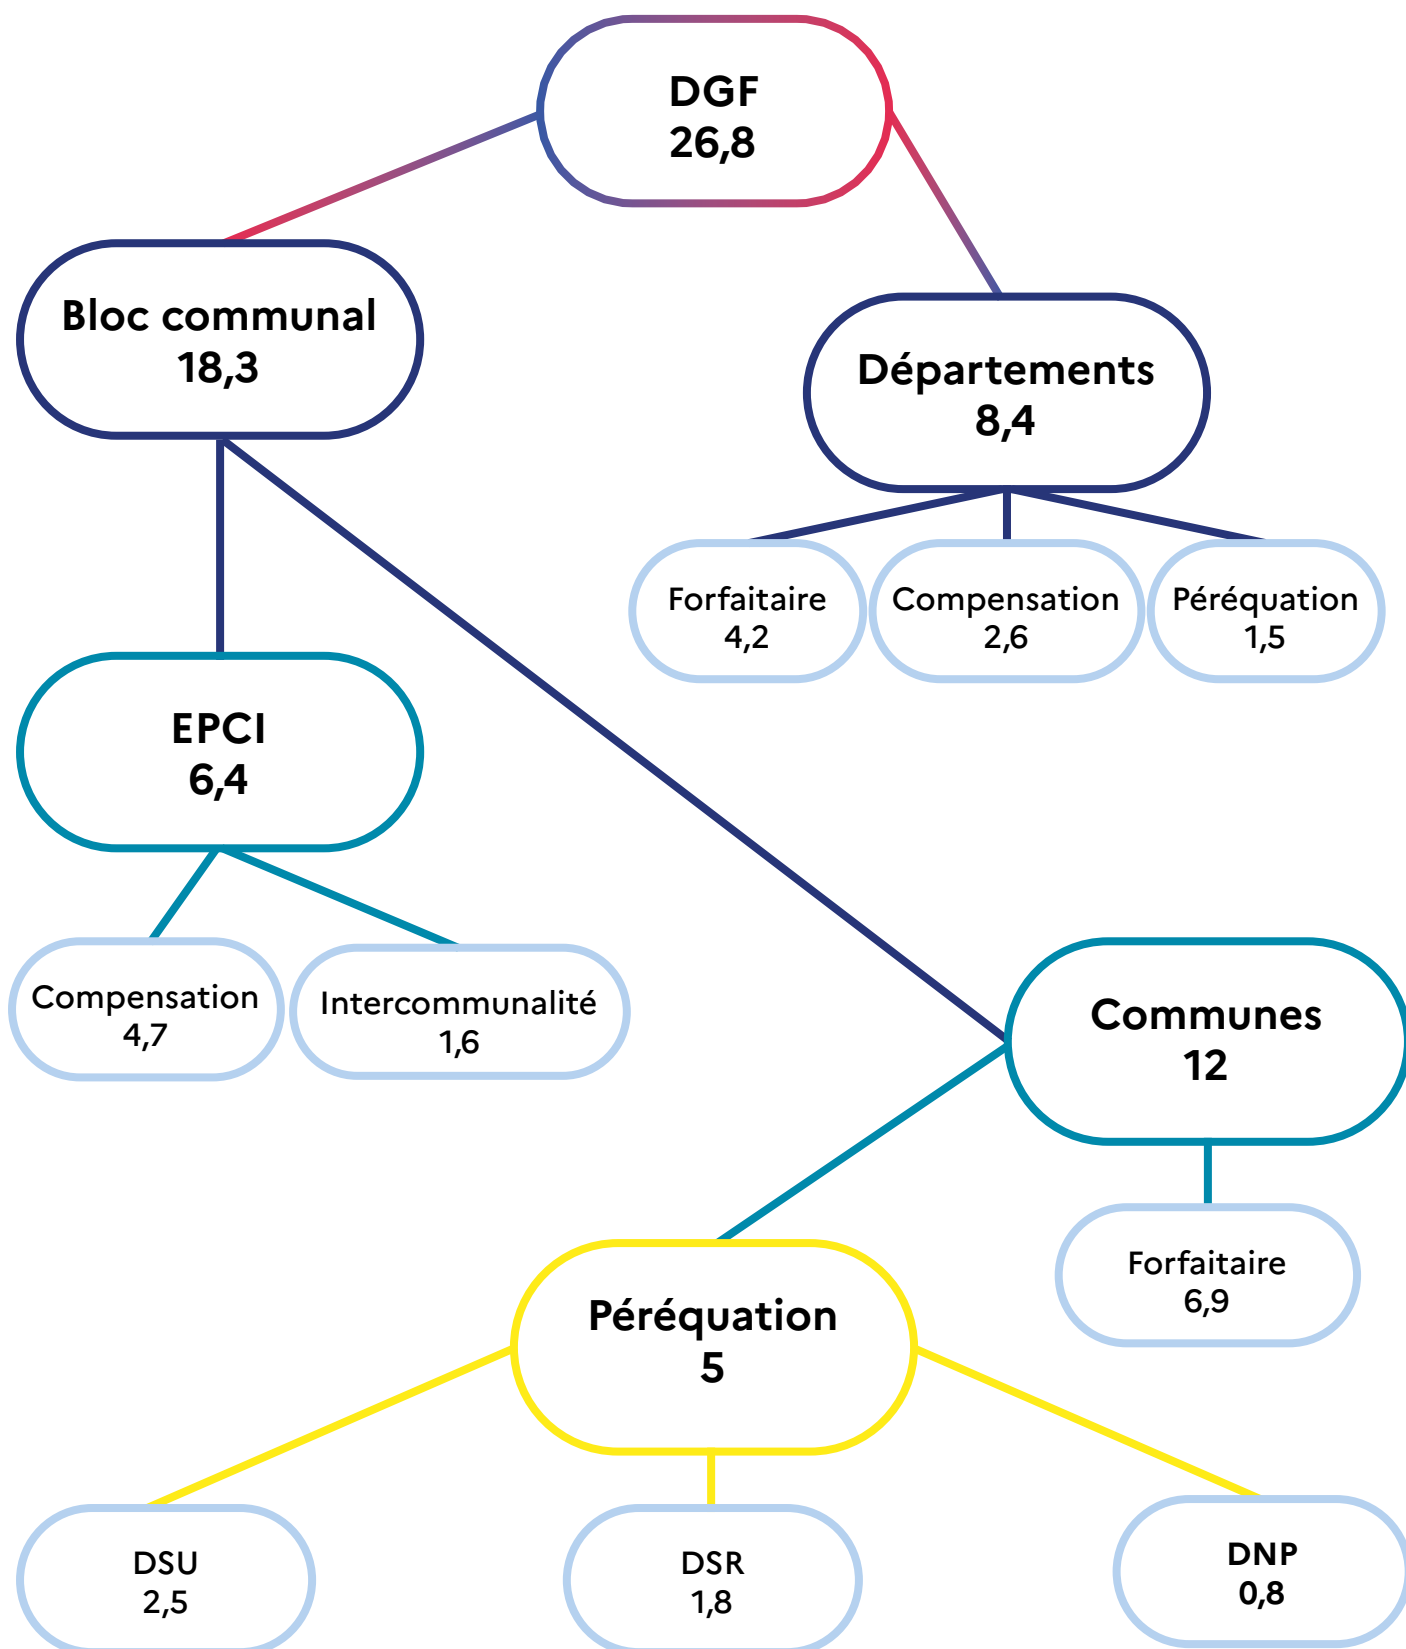 DGF
26,8
Bloc communal
18,3
Départements
8,4
Forfaitaire
4,2
Compensation
2,6
Péréquation
1,5
EPCI
6,4
Compensation
4,7
Intercommunalité
1,6
Communes
12
Forfaitaire
6,9
Péréquation
5
DSU
2,5
DSR
1,8
DNP
0,8